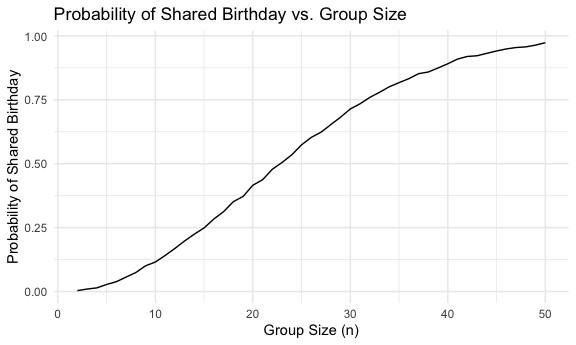 Probability of Shared Birthday vs. Group Size
Probability of Shared Birthday
1.00
0.75
0.50
0.25
0.00
0 10 20 30 40 50
Group Size (n)